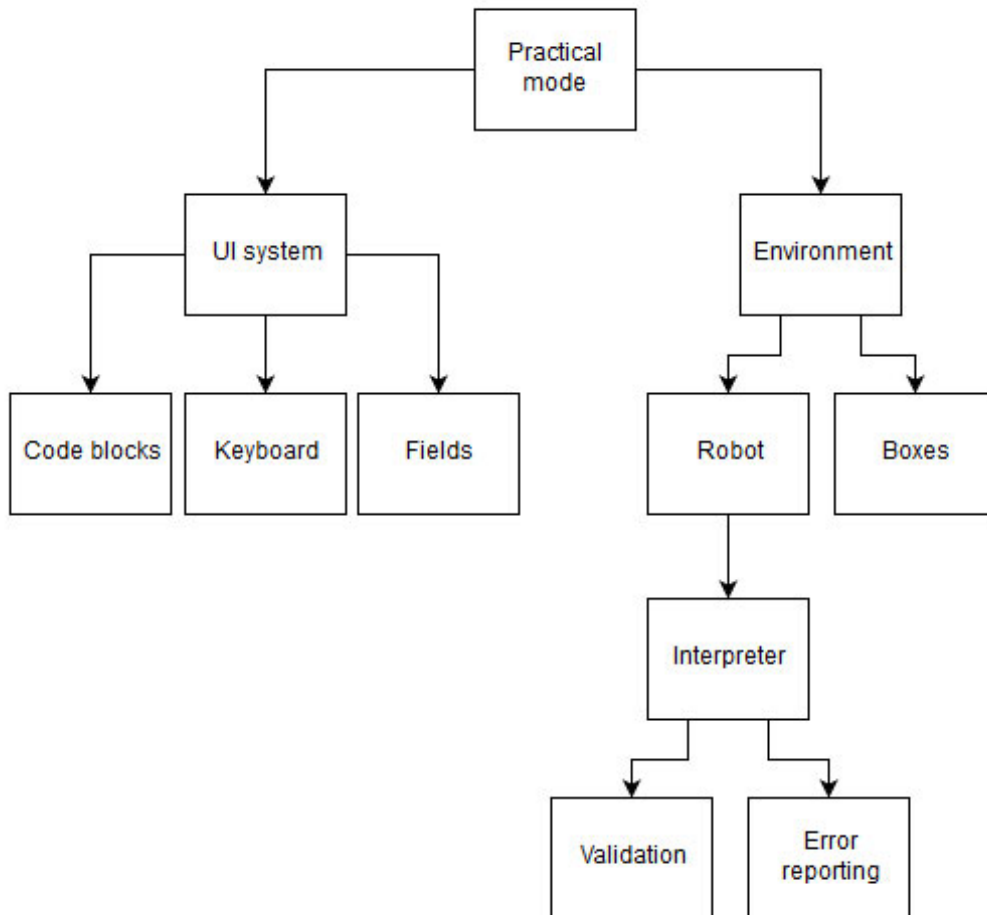 Practical
mode
UI system
Environment
Code blocks
Keyboard
Fields
Robot
Boxes
Interpreter
Validation
Error
reporting